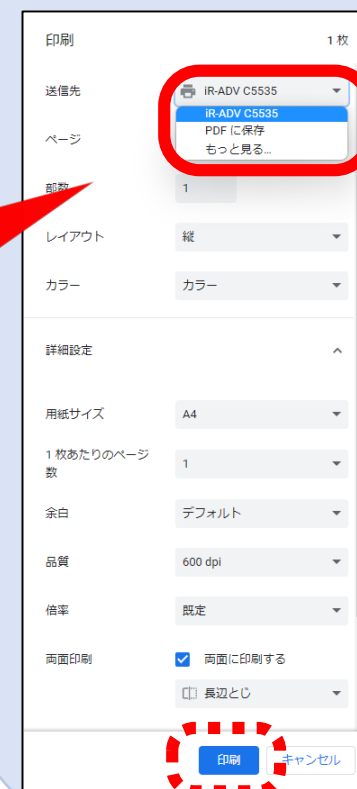 印刷 1 枚
送信先 iR-ADV C5535
iR-ADV C5535
PDF に保存
もっと見る...
ページ
部数 1
レイアウト 縦
カラー カラー
詳細設定
用紙サイズ A4
1 枚あたりのページ
数 1
余白 デフォルト
品質 600 dpi
倍率 既定
両面印刷 両面に印刷する
長辺とじ
印刷 キャンセル